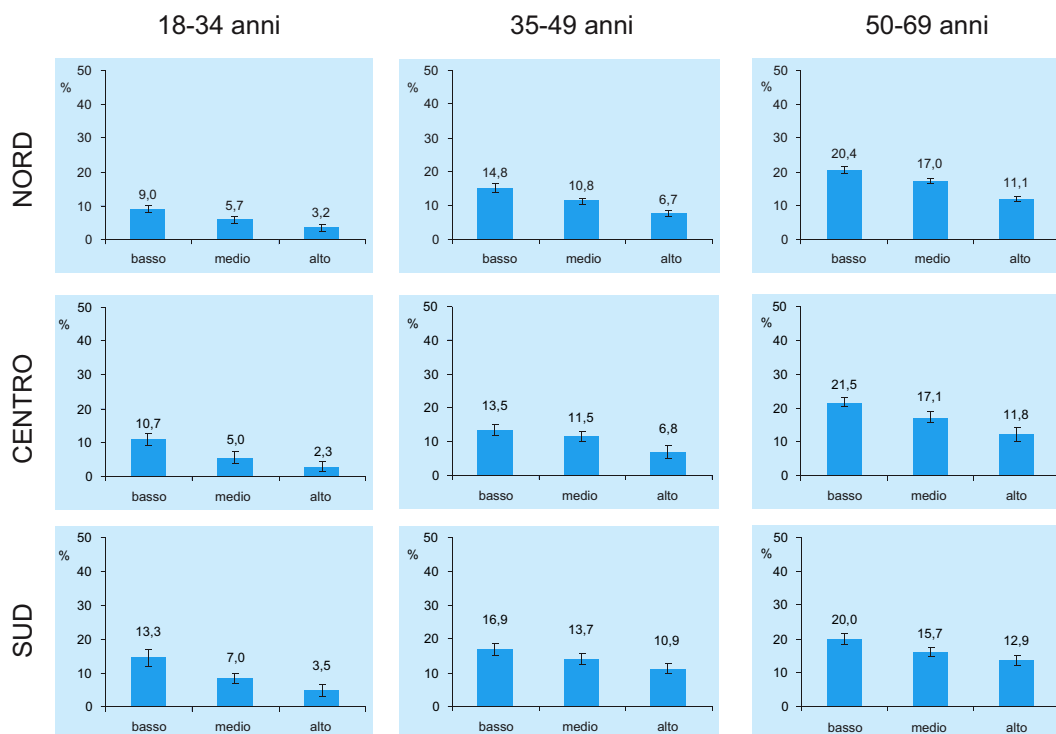 18-34 anni
35-49 anni
50-69 anni
NORD
%
50
40
30
20
10
0
9,0
5,7
3,2
basso
medio
alto
%
50
40
30
20
10
0
14,8
10,8
6,7
basso
medio
alto
%
50
40
30
20
10
0
20,4
17,0
11,1
basso
medio
alto
CENTRO
%
50
40
30
20
10
0
10,7
5,0
2,3
basso
medio
alto
%
50
40
30
20
10
0
13,5
11,5
6,8
basso
medio
alto
%
50
40
30
20
10
0
21,5
17,1
11,8
basso
medio
alto
SUD
%
50
40
30
20
10
0
13,3
7,0
3,5
basso
medio
alto
%
50
40
30
20
10
0
16,9
13,7
10,9
basso
medio
alto
%
50
40
30
20
10
0
20,0
15,7
12,9
basso
medio
alto